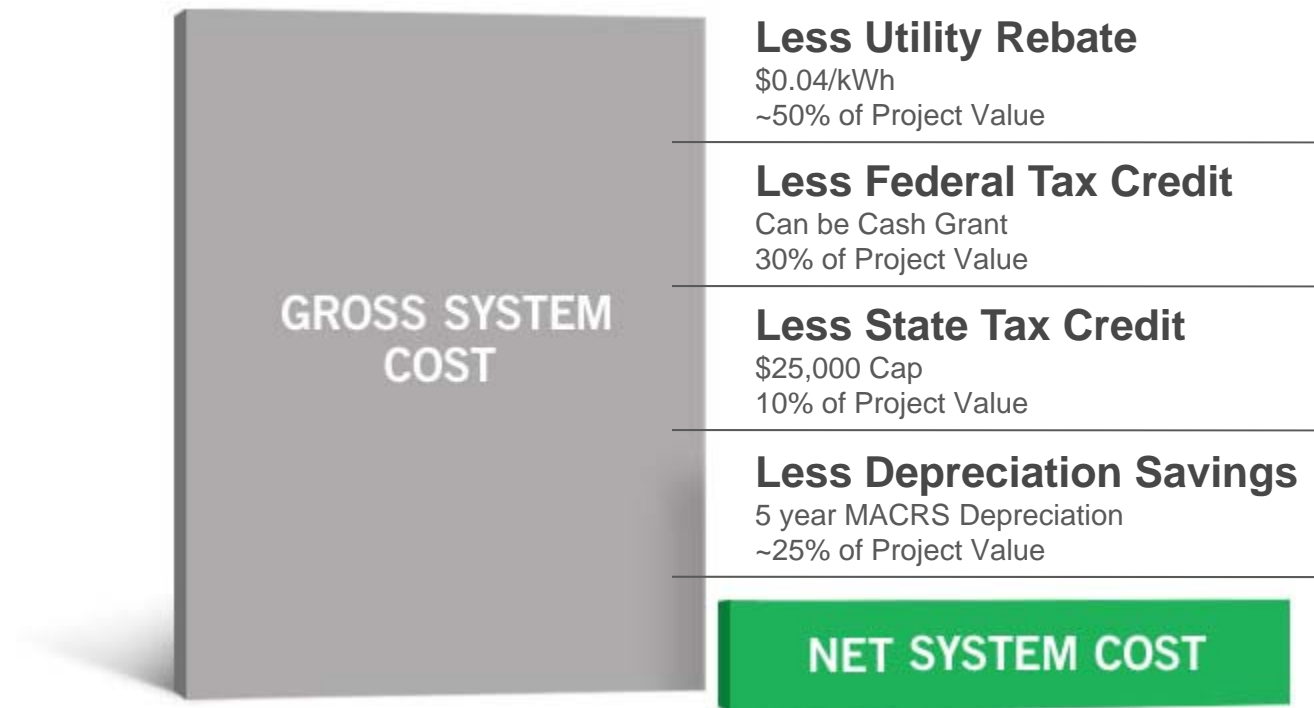 GROSS SYSTEM
COST
Less Utility Rebate
$0.04/kWh
~50% of Project Value
Less Federal Tax Credit
Can be Cash Grant
30% of Project Value
Less State Tax Credit
$25,000 Cap
10% of Project Value
Less Depreciation Savings
5 year MACRS Depreciation
~25% of Project Value
NET SYSTEM COST